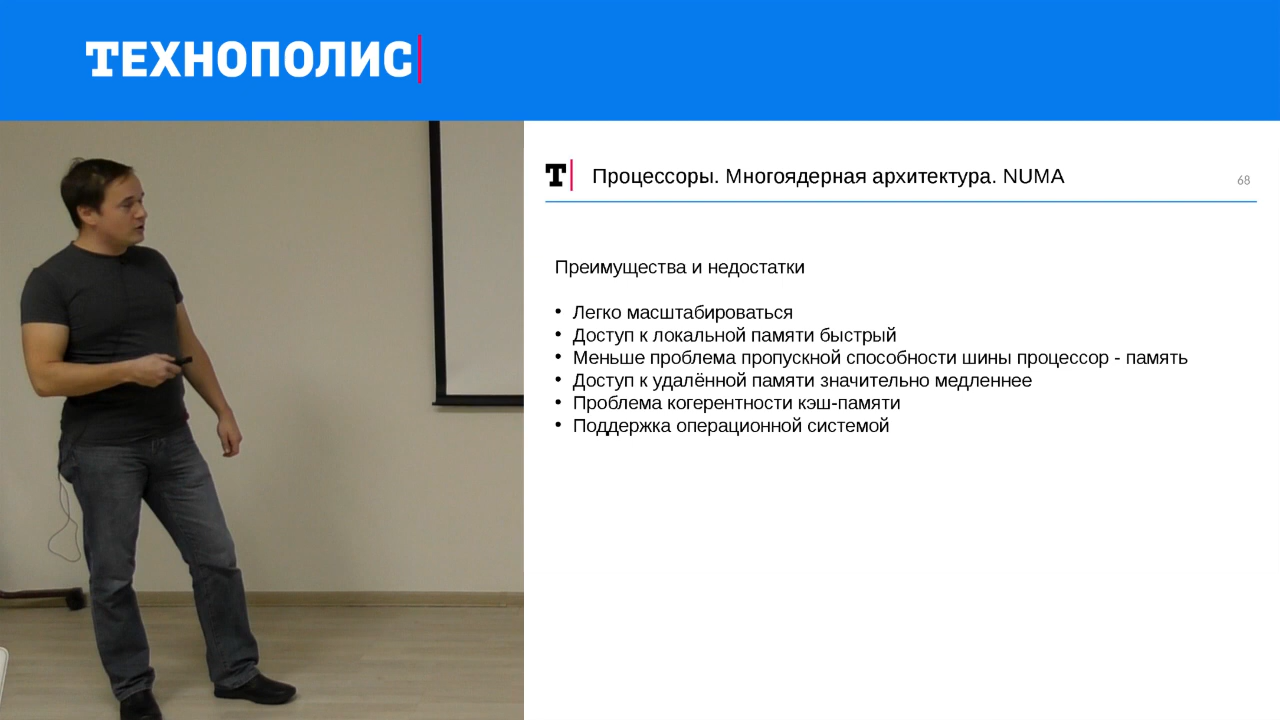 ТЕХНОПОЛИС
Т Процессоры. Многоядерная архитектура. NUMA 68
Преимущества и недостатки
• Легко масштабироваться
• Доступ к локальной памяти быстрый
• Меньше проблема пропускной способности шины процессор - память
• Доступ к удалённой памяти значительно медленнее
• Проблема когерентности кэш-памяти
• Поддержка операционной системой